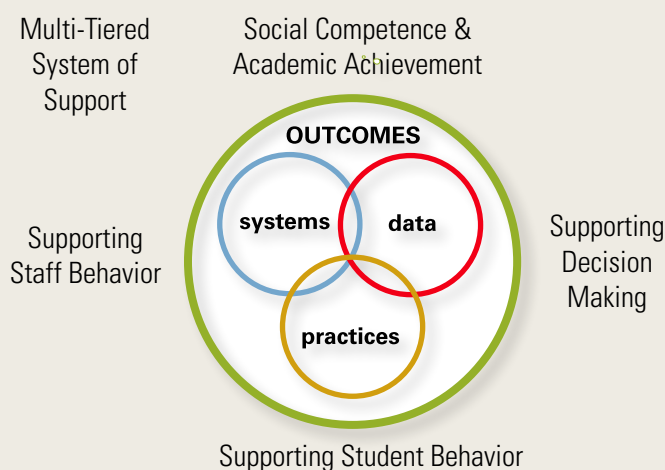 Multi-Tiered
System of
Support
Social Competence &
Academic Achievement
OUTCOMES
systems
data
practices
Supporting
Staff Behavior
Supporting
Decision
Making
Supporting Student Behavior